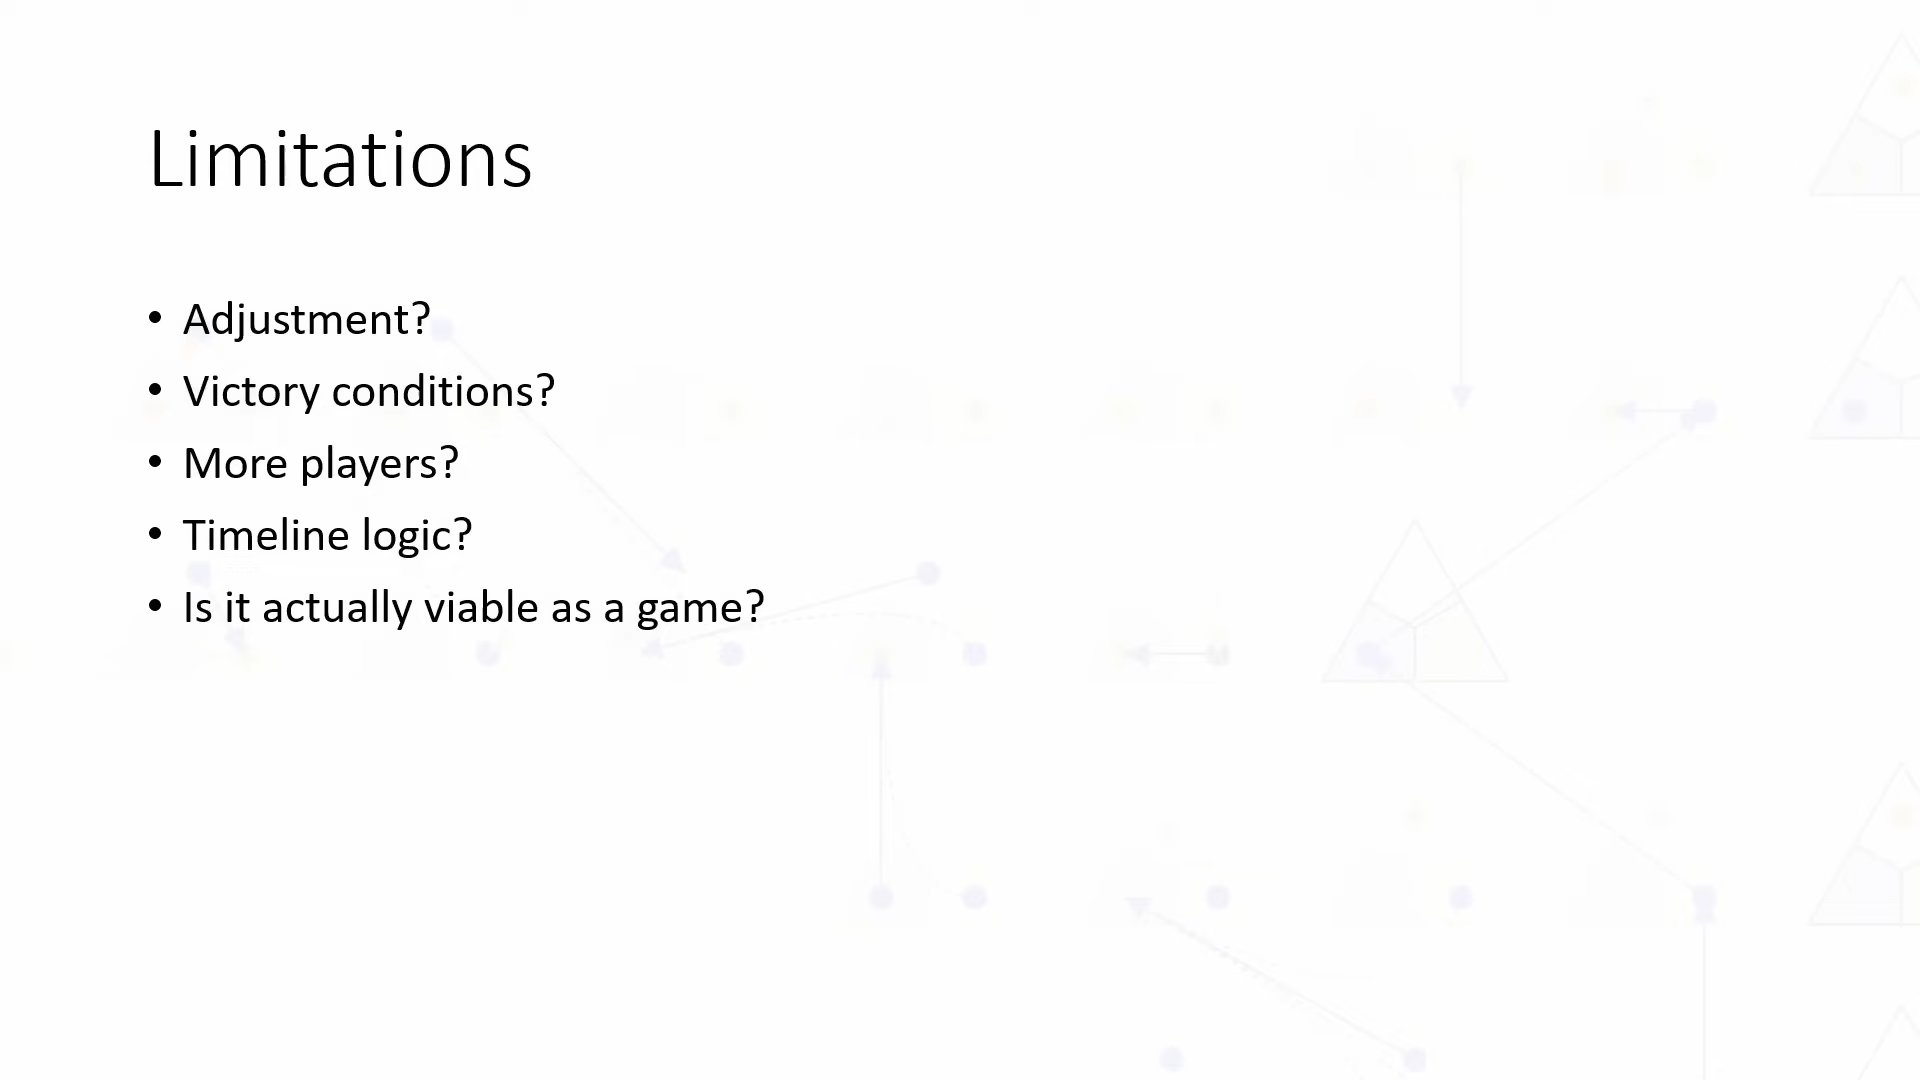 Limitations
• Adjustment?
• Victory conditions?
• More players?
• Timeline logic?
• Is it actually viable as a game?